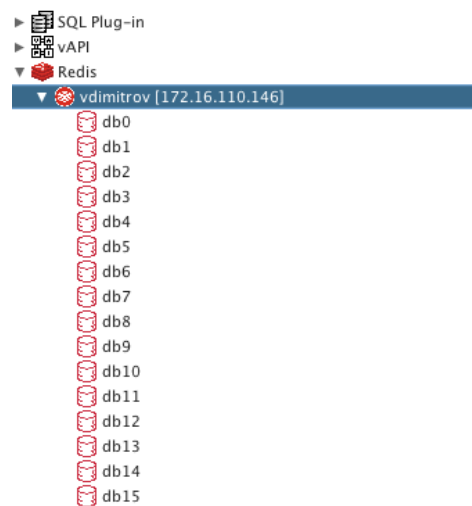 SQL Plug-in
vAPI
Redis
vdimitrov [172.16.110.146]
db0
db1
db2
db3
db4
db5
db6
db7
db8
db9
db10
db11
db12
db13
db14
db15